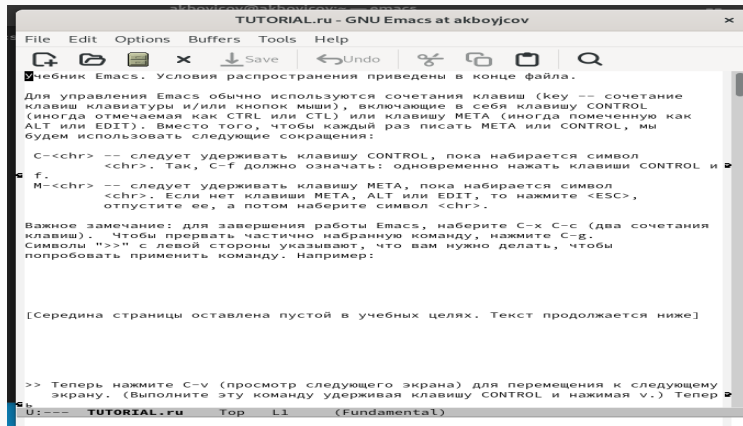 TUTORIAL.ru - GNU Emacs at akboyjcov
File Edit Options Buffers Tools Help
Save Undo
Учебник Emacs. Условия распространения приведены в конце файла.
Для управления Emacs обычно используются сочетания клавиш (key -- сочетание
клавиш клавиатуры и/или кнопок мыши), включающие в себя клавишу CONTROL
(иногда отмечаемая как CTRL или CTL) или клавишу META (иногда помеченную как
ALT или EDIT). Вместо того, чтобы каждый раз писать META или CONTROL, мы
будем использовать следующие сокращения:
C-<chr> -- следует удерживать клавишу CONTROL, пока набирается символ
<chr>. Так, C-f должно означать: одновременно нажать клавиши CONTROL и
f.
M-<chr> -- следует удерживать клавишу META, пока набирается символ
<chr>. Если нет клавиши META, ALT или EDIT, то нажмите <ESC>,
отпустите ее, а потом наберите символ <chr>.
Важное замечание: для завершения работы Emacs, наберите C-x C-c (два сочетания
клавиш). Чтобы прервать частично набранную команду, нажмите C-g.
Символы ">>" с левой стороны указывают, что вам нужно делать, чтобы
попробовать применить команду. Например:
[Середина страницы оставлена пустой в учебных целях. Текст продолжается ниже]
>> Теперь нажмите C-v (просмотр следующего экрана) для перемещения к следующему
экрану. (Выполните эту команду удерживая клавишу CONTROL и нажимая v.) Тепер
ь
U:--- TUTORIAL.ru Top L1 (Fundamental)